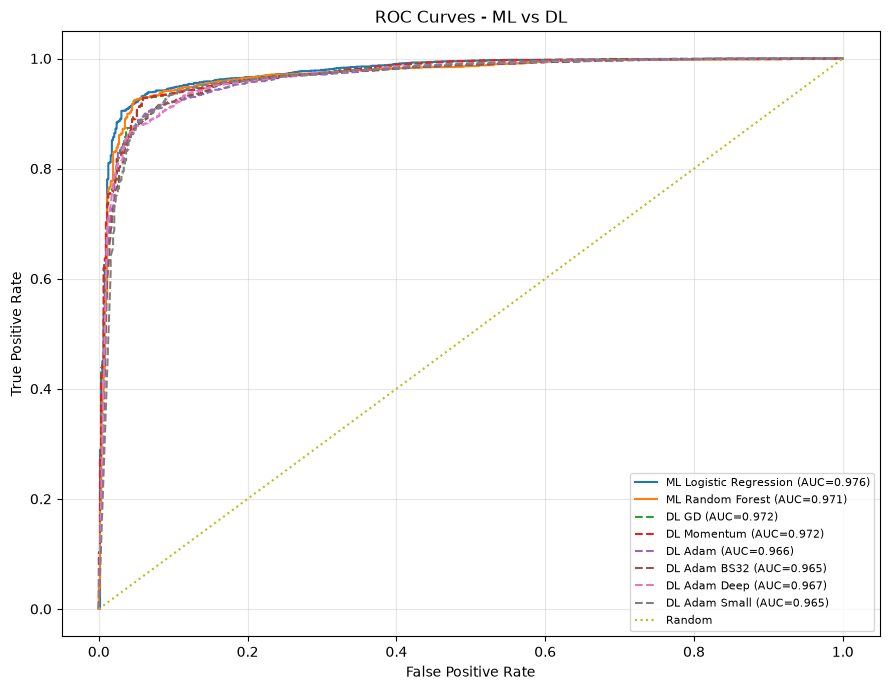 ROC Curves - ML vs DL
True Positive Rate
1.0
0.8
0.6
0.4
0.2
0.0
ML Logistic Regression (AUC=0.976)
ML Random Forest (AUC=0.971)
DL GD (AUC=0.972)
DL Momentum (AUC=0.972)
DL Adam (AUC=0.966)
DL Adam BS32 (AUC=0.965)
DL Adam Deep (AUC=0.967)
DL Adam Small (AUC=0.965)
Random
0.0 0.2 0.4 0.6 0.8 1.0
False Positive Rate